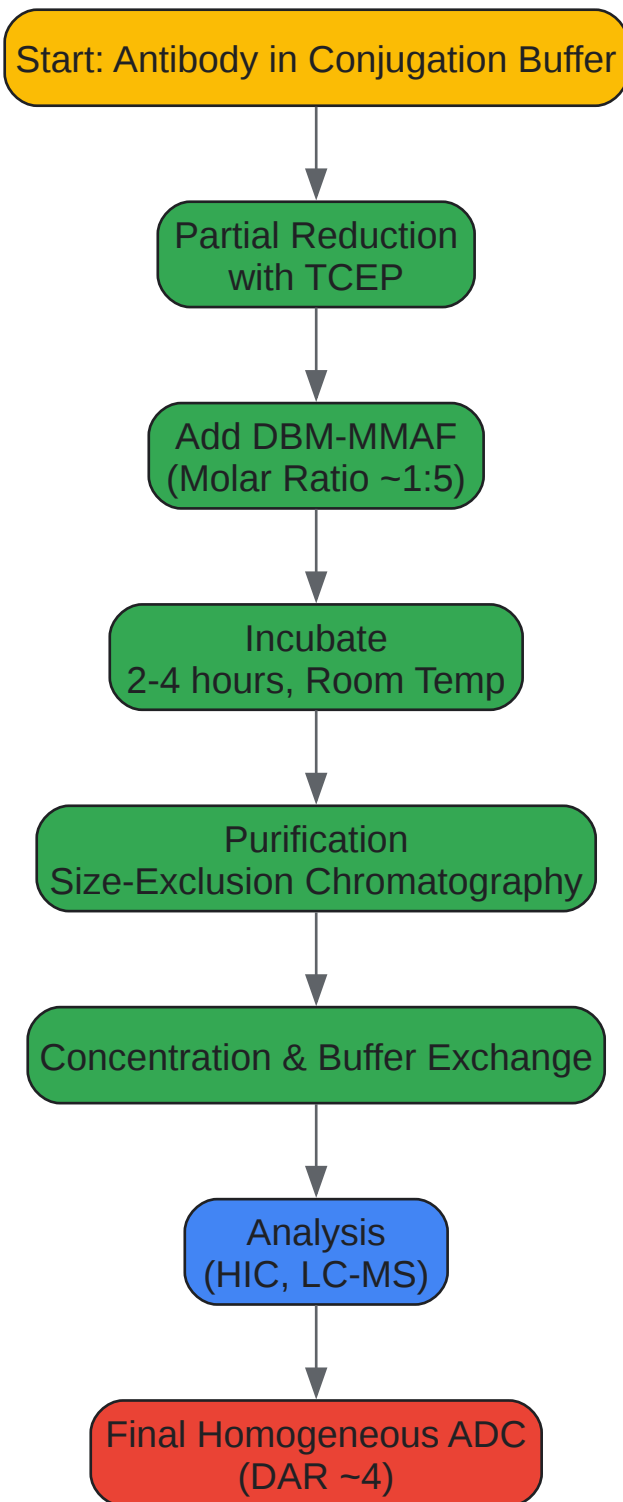 Start: Antibody in Conjugation Buffer
Partial Reduction
with TCEP
Add DBM-MMAF
(Molar Ratio ~1:5)
Incubate
2-4 hours, Room Temp
Purification
Size-Exclusion Chromatography
Concentration & Buffer Exchange
Analysis
(HIC, LC-MS)
Final Homogeneous ADC
(DAR ~4)